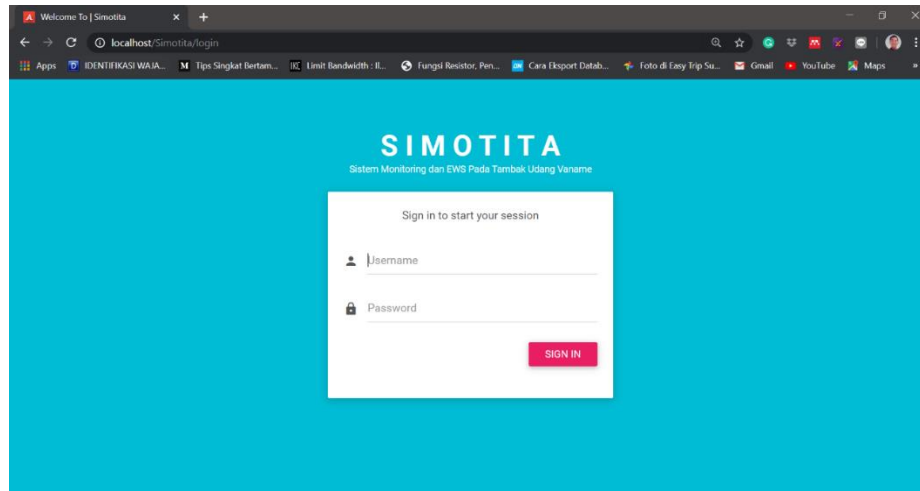 Welcome To | Simotita
localhost/Simotita/login
Apps IDENTIFIKASI WAJA... Tips Singkat Bertam... Limit Bandwidth : Il... Fungsi Resistor, Pen... Cara Eksport Datab... Foto di Easy Trip Su... Gmail YouTube Maps
SIMOTITA
Sistem Monitoring dan EWS Pada Tambak Udang Vaname
Sign in to start your session
Username
Password
SIGN IN